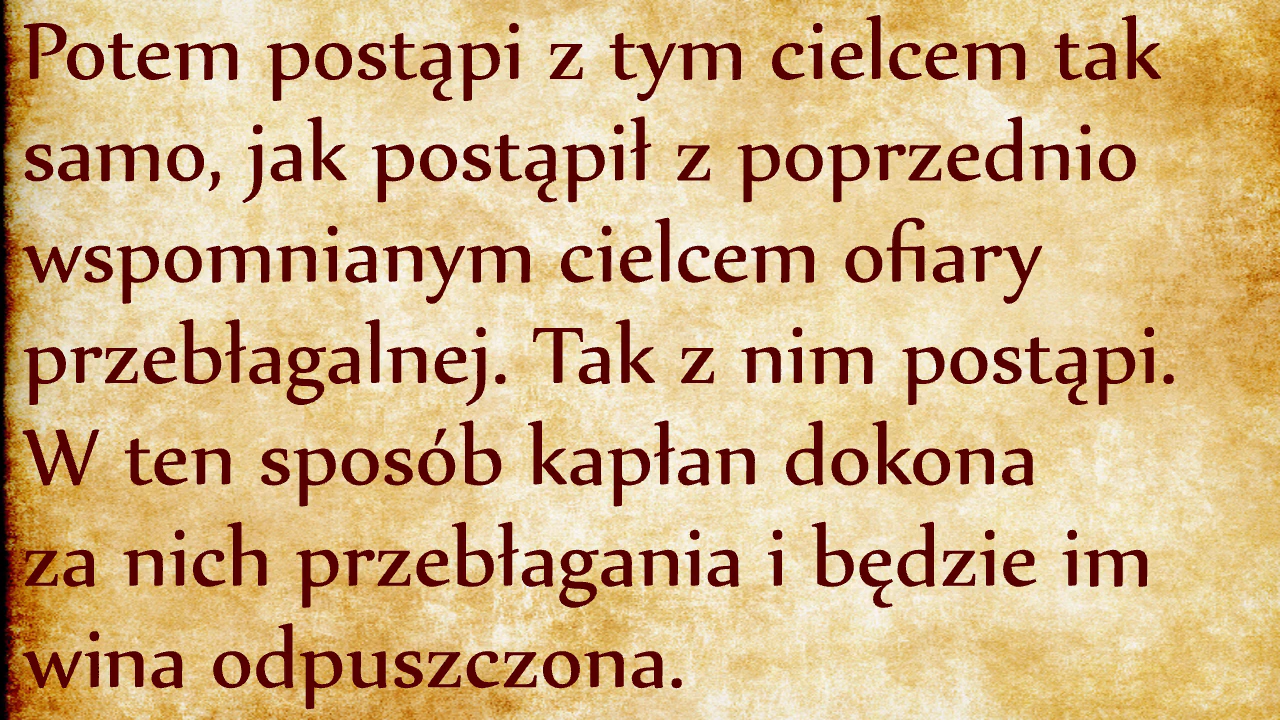 Potem postąpi z tym cielcem tak
samo, jak postąpił z poprzednio
wspomnianym cielcem ofiary
przebłagalnej. Tak z nim postąpi.
W ten sposób kapłan dokona
za nich przebłagania i będzie im
wina odpuszczona.